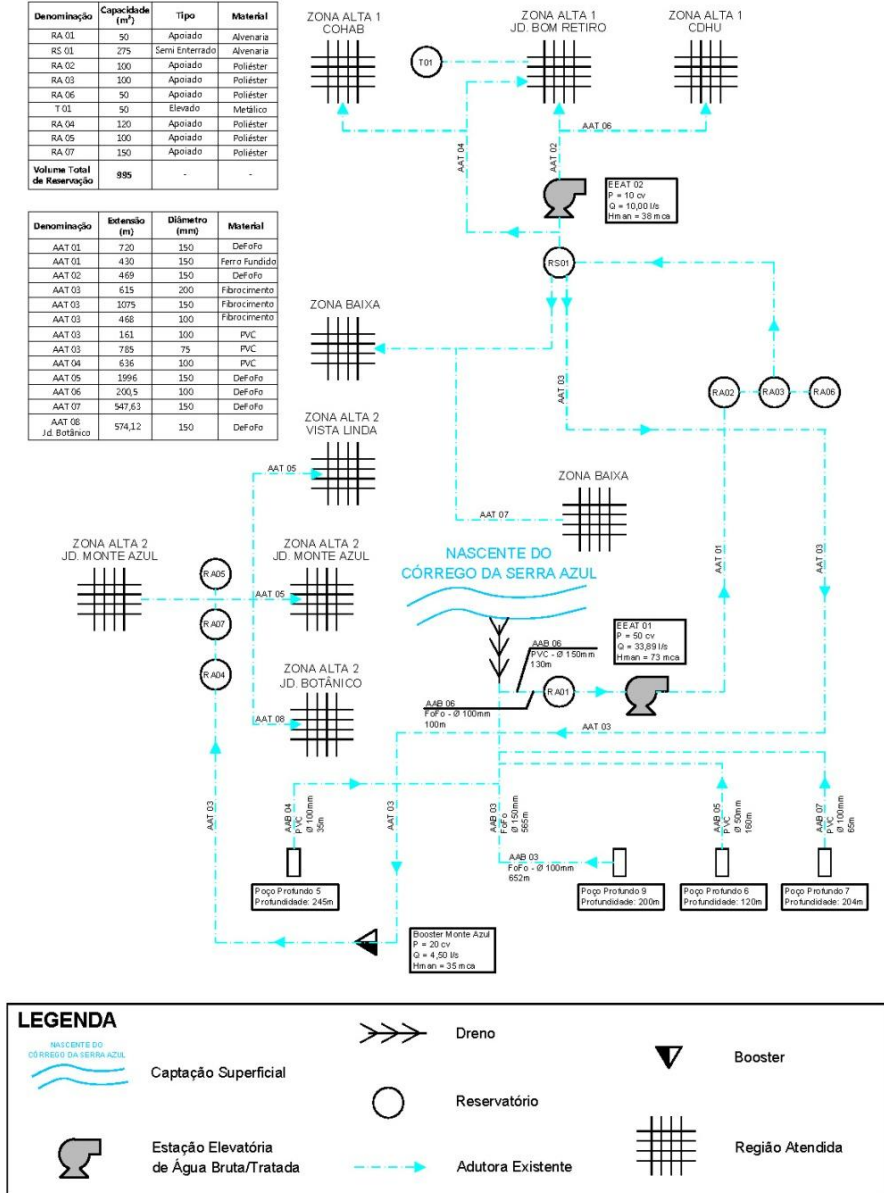 Denominação Capacidade (m³) Tipo Material
RA 01 50 Apoiado Alvenaria
RS 01 275 Semi Enterrado Alvenaria
RA 02 100 Apoiado Poliéster
RA 03 100 Apoiado Poliéster
RA 06 50 Apoiado Poliéster
T 01 50 Elevado Metálico
RA 04 120 Apoiado Poliéster
RA 05 100 Apoiado Poliéster
RA 07 150 Apoiado Poliéster
Volume Total de Reservação 995 - -
Denominação Extensão (m) Diâmetro (mm) Material
AAT 01 720 150 DeFoFo
AAT 01 430 150 Ferro Fundido
AAT 02 469 150 DeFoFo
AAT 03 615 200 Fibrocimento
AAT 03 1075 150 Fibrocimento
AAT 03 468 100 Fibrocimento
AAT 03 161 100 PVC
AAT 03 785 75 PVC
AAT 04 636 100 PVC
AAT 05 1996 150 DeFoFo
AAT 06 200,5 100 DeFoFo
AAT 07 547,63 150 DeFoFo
AAT 08 Jd. Botânico 574,12 150 DeFoFo
ZONA ALTA 1
COHAB
ZONA ALTA 1
JD. BOM RETIRO
ZONA ALTA 1
CDHU
T01
AAT 04
AAT 02
AAT 06
EEAT 02
P = 10 cv
Q = 10,00 l/s
Hman = 38 mca
RS01
ZONA BAIXA
AAT 03
RA02
RA03
RA06
ZONA ALTA 2
VISTA LINDA
AAT 05
ZONA BAIXA
AAT 07
AAT 01
AAT 03
ZONA ALTA 2
JD. MONTE AZUL
ZONA ALTA 2
JD. MONTE AZUL
RA05
AAT 05
RA07
RA04
NASCENTE DO
CÓRREGO DA SERRA AZUL
EEAT 01
P = 50 cv
Q = 33,89 l/s
Hman = 73 mca
AAB 06
PVC - Ø 150mm
130m
RA01
AAB 06
FoFo - Ø 100mm
100m
ZONA ALTA 2
JD. BOTÂNICO
AAT 08
AAT 03
AAT 03
AAB 04
PVC
Ø 100mm
35m
AAT 03
AAB 03
FoFo
Ø 150mm
565m
AAB 05
PVC
Ø 50mm
160m
AAB 07
PVC
Ø 100mm
65m
AAB 03
FoFo - Ø 100mm
652m
Poço Profundo 5
Profundidade: 245m
Poço Profundo 9
Profundidade: 200m
Poço Profundo 6
Profundidade: 120m
Poço Profundo 7
Profundidade: 204m
Booster Monte Azul
P = 20 cv
Q = 4,50 l/s
Hman = 35 mca
LEGENDA
NASCENTE DO
CÓRREGO DA SERRA AZUL
Captação Superficial
Dreno
Booster
Reservatório
Estação Elevatória
de Água Bruta/Tratada
Adutora Existente
Região Atendida